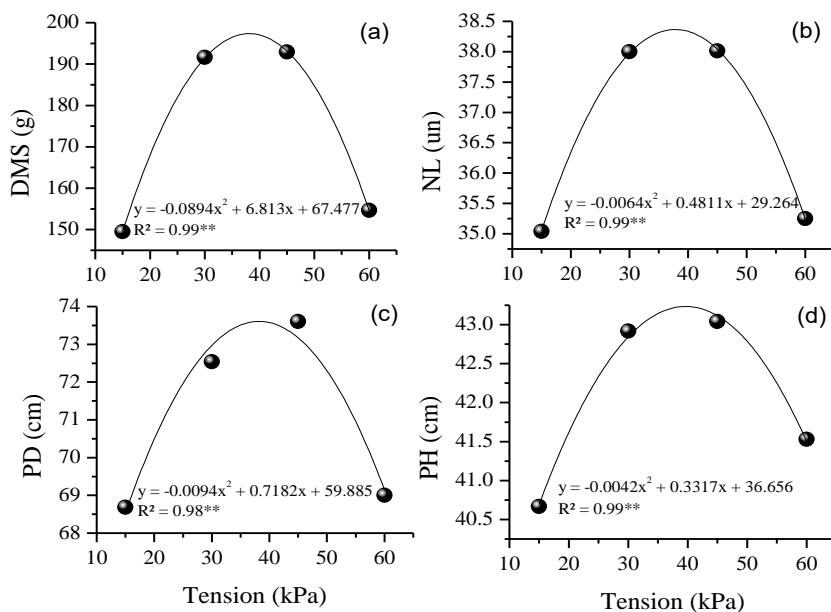 (a)
DMS (g)
200
190
180
170
160
150
y = -0.0894x² + 6.813x + 67.477
R² = 0.99**
10 20 30 40 50 60
(b)
NL (un)
38.5
38.0
37.5
37.0
36.5
36.0
35.5
35.0
y = -0.0064x² + 0.4811x + 29.264
R² = 0.99**
10 20 30 40 50 60
(c)
PD (cm)
74
73
72
71
70
69
68
y = -0.0094x² + 0.7182x + 59.885
R² = 0.98**
10 20 30 40 50 60
Tension (kPa)
(d)
PH (cm)
43.0
42.5
42.0
41.5
41.0
40.5
y = -0.0042x² + 0.3317x + 36.656
R² = 0.99**
10 20 30 40 50 60
Tension (kPa)